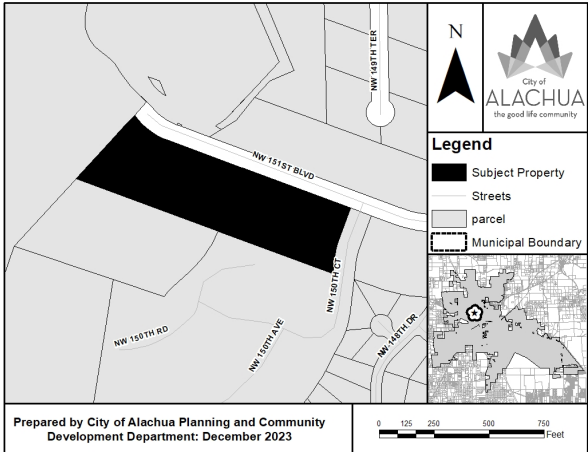 NW 149TH TER
NW 151ST BLVD
NW 150TH CT
NW 150TH RD
NW 150TH AVE
NW 148TH DR
N
City of
ALACHUA
the good life community
Legend
Subject Property
Streets
parcel
Municipal Boundary
Prepared by City of Alachua Planning and Community
Development Department: December 2023
0 125 250 500 750
Feet